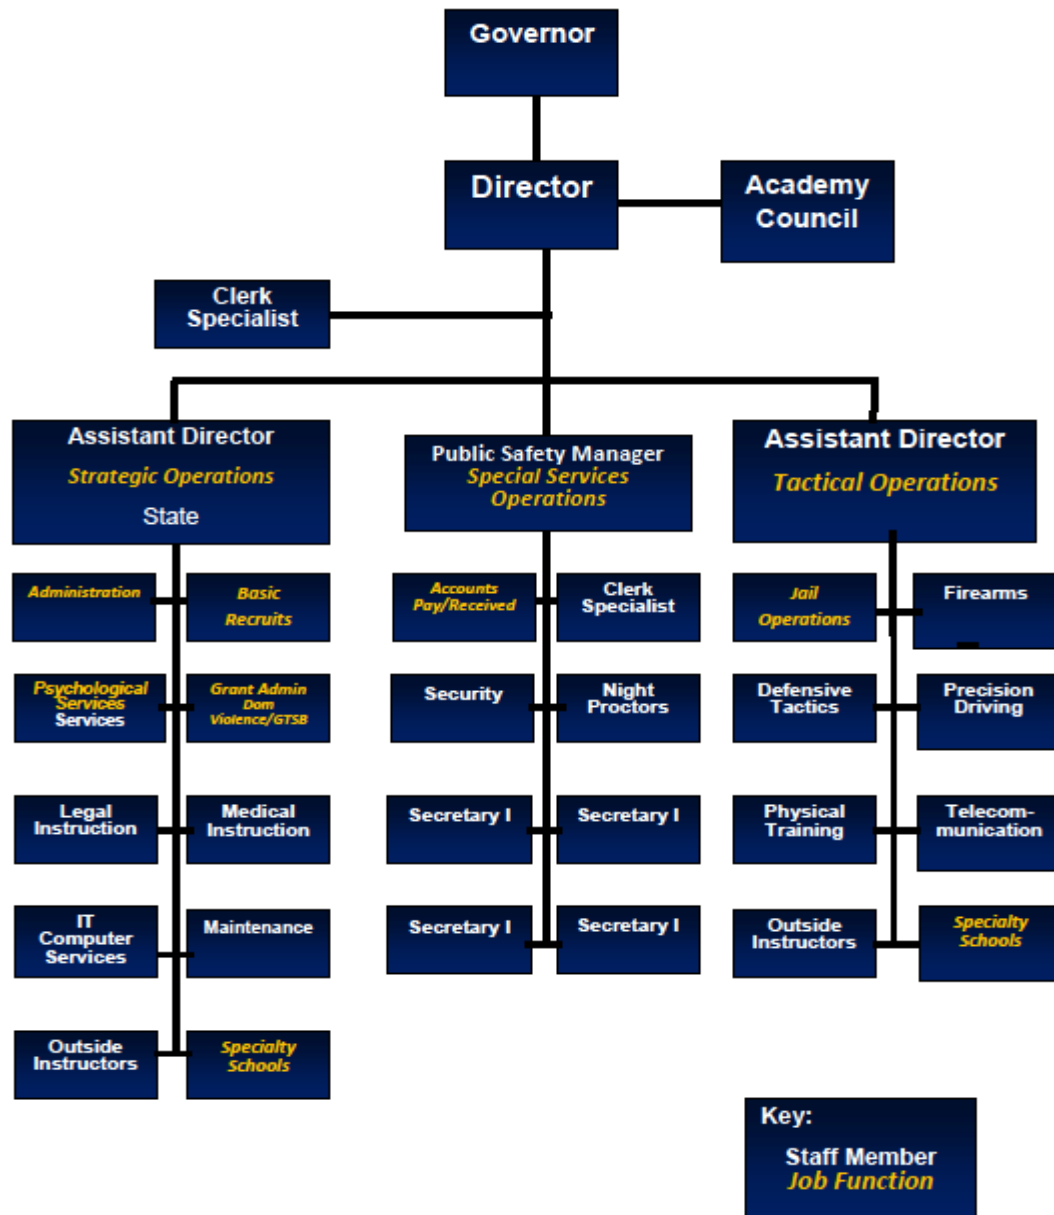 Governor
Director
Academy
Council
Clerk
Specialist
Assistant Director
Strategic Operations
State
Public Safety Manager
Special Services
Operations
Assistant Director
Tactical Operations
Administration
Basic
Recruits
Accounts
Pay/Received
Clerk
Specialist
Jail
Operations
Firearms
Psychological
Services
Services
Grant Admin
Dom
Violence/GTSB
Security
Night
Proctors
Defensive
Tactics
Precision
Driving
Legal
Instruction
Medical
Instruction
Secretary I
Secretary I
Physical
Training
Telecom-
munication
IT
Computer
Services
Maintenance
Secretary I
Secretary I
Outside
Instructors
Specialty
Schools
Outside
Instructors
Specialty
Schools
Key:
Staff Member
Job Function